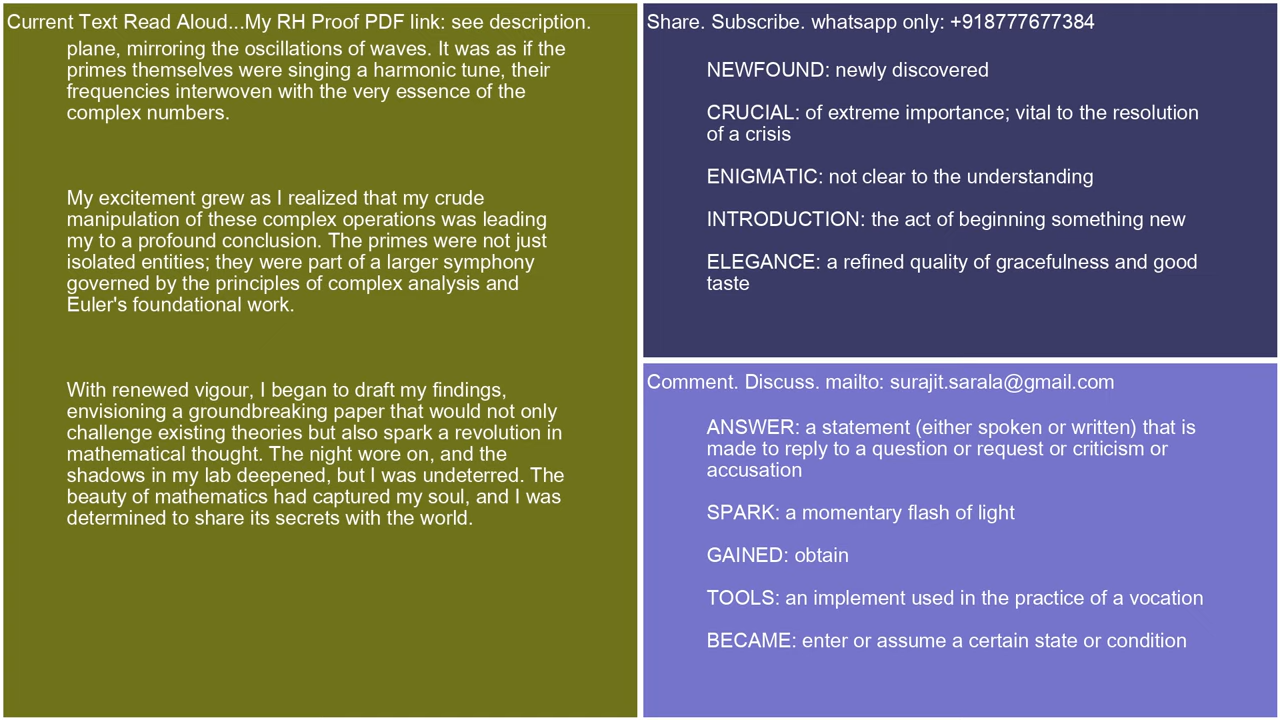 Current Text Read Aloud...My RH Proof PDF link: see description.
plane, mirroring the oscillations of waves. It was as if the
primes themselves were singing a harmonic tune, their
frequencies interwoven with the very essence of the
complex numbers.
My excitement grew as I realized that my crude
manipulation of these complex operations was leading
my to a profound conclusion. The primes were not just
isolated entities; they were part of a larger symphony
governed by the principles of complex analysis and
Euler's foundational work.
With renewed vigour, I began to draft my findings,
envisioning a groundbreaking paper that would not only
challenge existing theories but also spark a revolution in
mathematical thought. The night wore on, and the
shadows in my lab deepened, but I was undeterred. The
beauty of mathematics had captured my soul, and I was
determined to share its secrets with the world.
Share. Subscribe. whatsapp only: +918777677384
NEWFOUND: newly discovered
CRUCIAL: of extreme importance; vital to the resolution
of a crisis
ENIGMATIC: not clear to the understanding
INTRODUCTION: the act of beginning something new
ELEGANCE: a refined quality of gracefulness and good
taste
Comment. Discuss. mailto: surajit.sarala@gmail.com
ANSWER: a statement (either spoken or written) that is
made to reply to a question or request or criticism or
accusation
SPARK: a momentary flash of light
GAINED: obtain
TOOLS: an implement used in the practice of a vocation
BECAME: enter or assume a certain state or condition